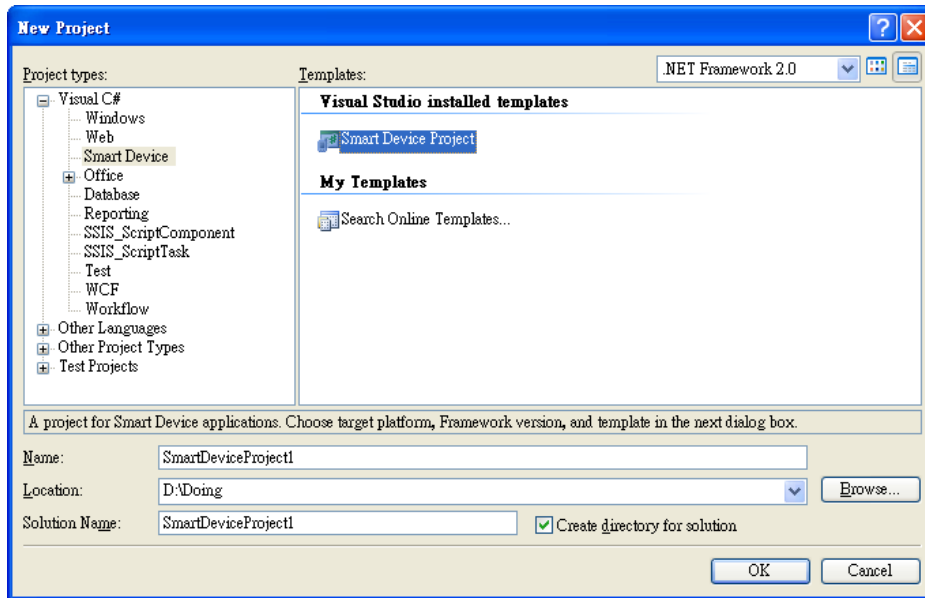 New Project
Project types:
Templates:
.NET Framework 2.0
Visual C#
Windows
Web
Smart Device
Office
Database
Reporting
SSIS_ScriptComponent
SSIS_ScriptTask
Test
WCF
Workflow
Other Languages
Other Project Types
Test Projects
Visual Studio installed templates
Smart Device Project
My Templates
Search Online Templates...
A project for Smart Device applications. Choose target platform, Framework version, and template in the next dialog box.
Name:
SmartDeviceProject1
Location:
D:\Doing
Browse...
Solution Name:
SmartDeviceProject1
Create directory for solution
OK
Cancel